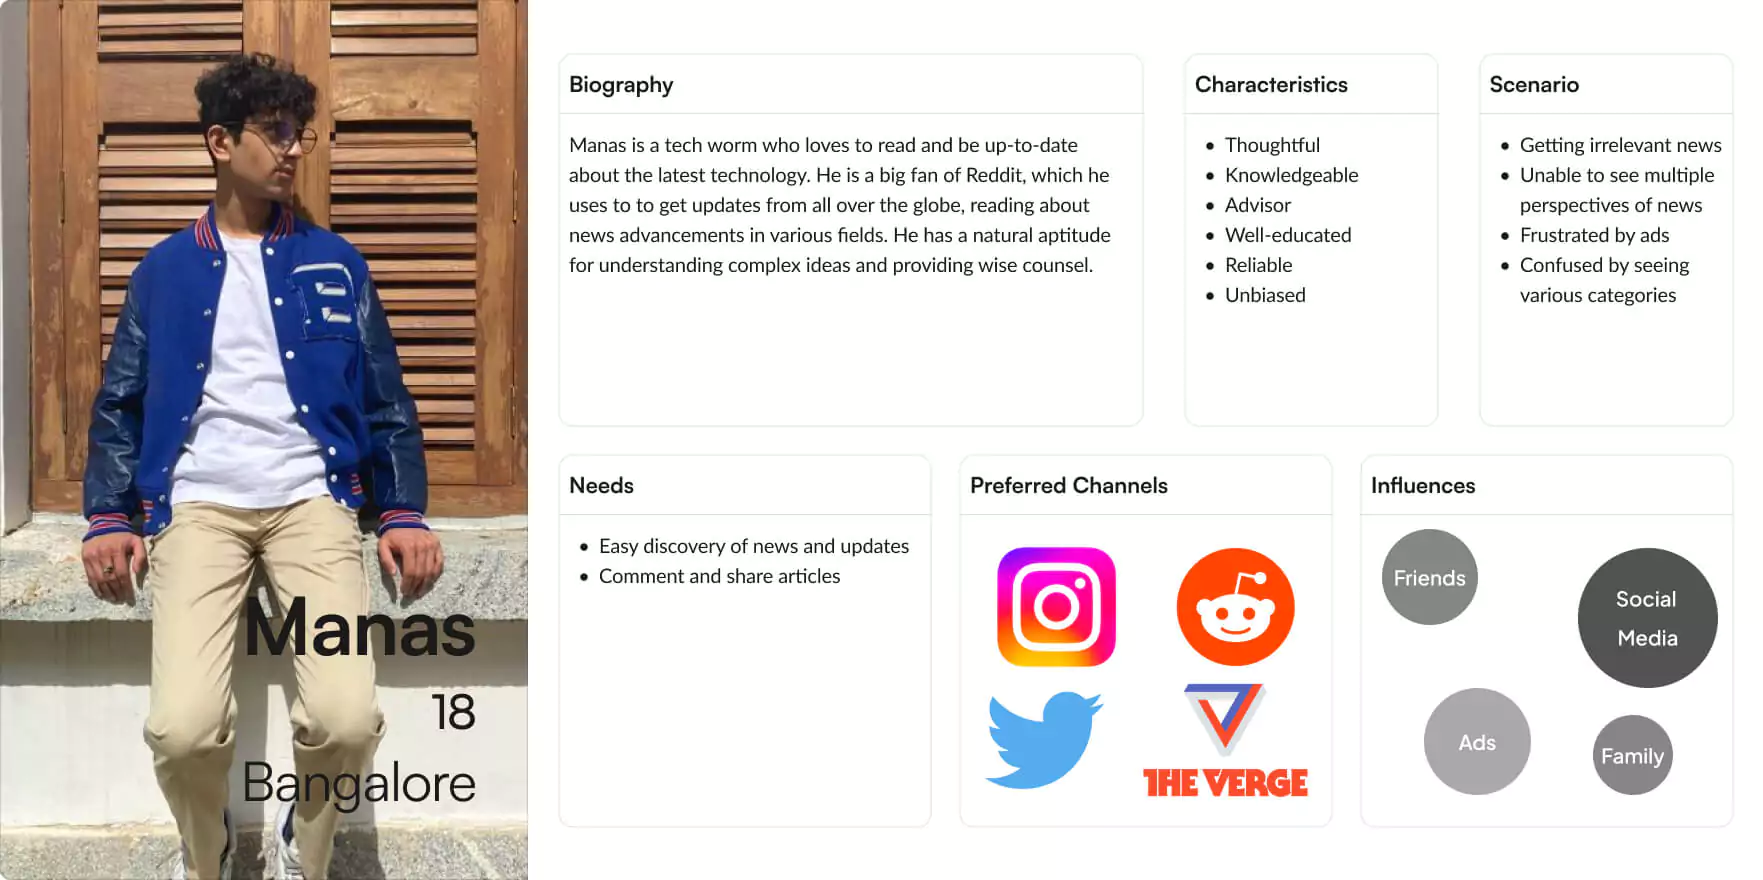 Manas
18
Bangalore
Biography
Manas is a tech worm who loves to read and be up-to-date
about the latest technology. He is a big fan of Reddit, which he
uses to to get updates from all over the globe, reading about
news advancements in various fields. He has a natural aptitude
for understanding complex ideas and providing wise counsel.
Characteristics
• Thoughtful
• Knowledgeable
• Advisor
• Well-educated
• Reliable
• Unbiased
Scenario
• Getting irrelevant news
• Unable to see multiple
perspectives of news
• Frustrated by ads
• Confused by seeing
various categories
Needs
• Easy discovery of news and updates
• Comment and share articles
Preferred Channels
THE VERGE
Influences
Friends
Social
Media
Ads
Family